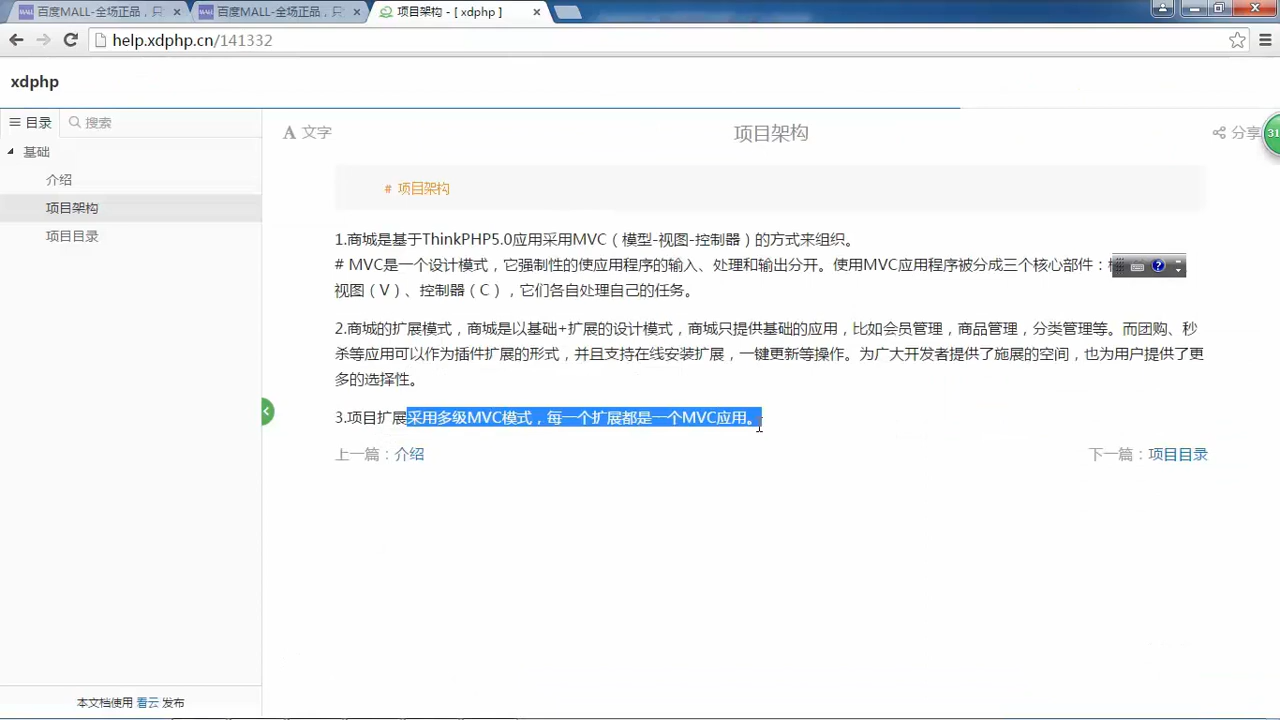 百度MALL-全场正品，只
百度MALL-全场正品，只
项目架构 - [ xdphp ]
help.xdphp.cn/141332
xdphp
目录
搜索
A 文字
项目架构
分享
31
基础
介绍
项目架构
项目目录
# 项目架构
1.商城是基于ThinkPHP5.0应用采用MVC（模型-视图-控制器）的方式来组织。
# MVC是一个设计模式，它强制性的使应用程序的输入、处理和输出分开。使用MVC应用程序被分成三个核心部件：
视图（V）、控制器（C），它们各自处理自己的任务。
2.商城的扩展模式，商城是以基础+扩展的设计模式，商城只提供基础的应用，比如会员管理，商品管理，分类管理等。而团购、秒
杀等应用可以作为插件扩展的形式，并且支持在线安装扩展，一键更新等操作。为广大开发者提供了施展的空间，也为用户提供了更
多的选择性。
3.项目扩展采用多级MVC模式，每一个扩展都是一个MVC应用。
上一篇：介绍
下一篇：项目目录
本文档使用 看云 发布